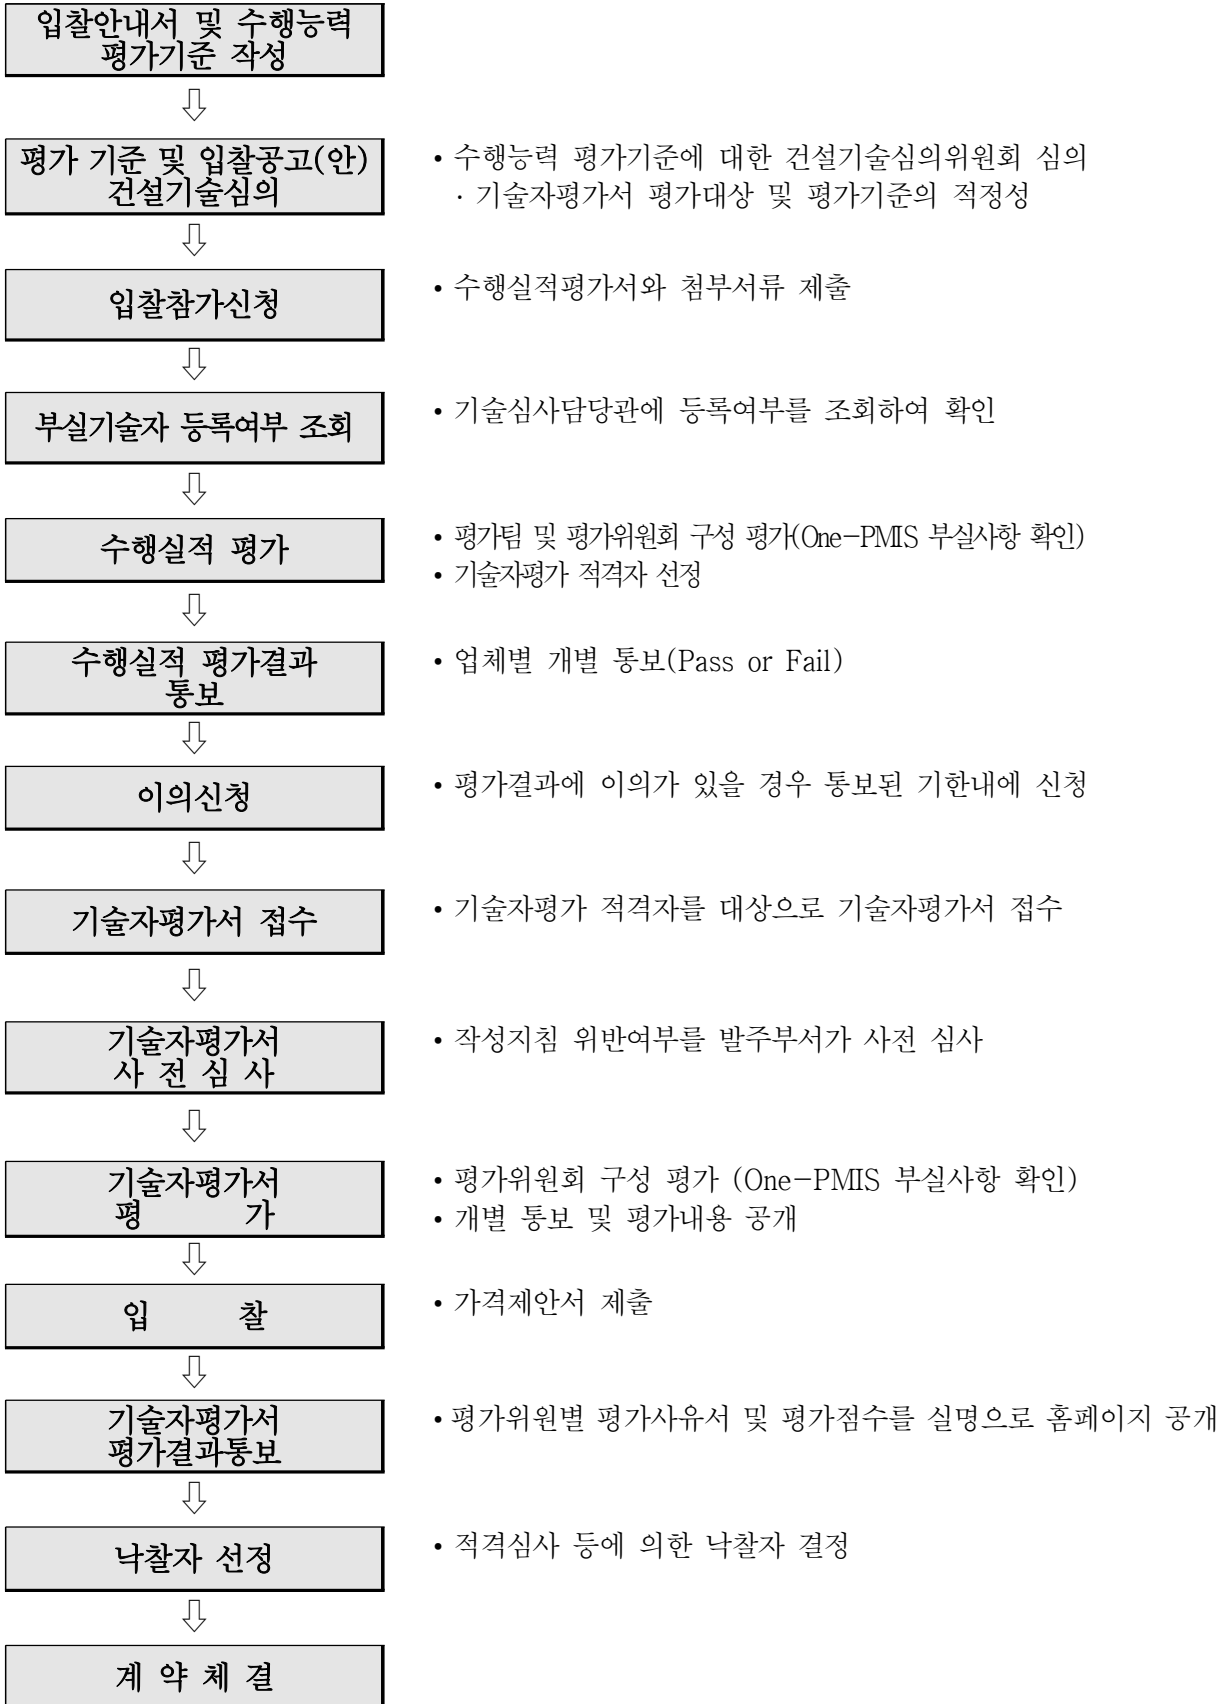 입찰안내서 및 수행능력
평가기준 작성
평가 기준 및 입찰공고(안)
건설기술심의
• 수행능력 평가기준에 대한 건설기술심의위원회 심의
· 기술자평가서 평가대상 및 평가기준의 적정성
입찰참가신청
• 수행실적평가서와 첨부서류 제출
부실기술자 등록여부 조회
• 기술심사담당관에 등록여부를 조회하여 확인
수행실적 평가
• 평가팀 및 평가위원회 구성 평가(One-PMIS 부실사항 확인)
• 기술자평가 적격자 선정
수행실적 평가결과
통보
• 업체별 개별 통보(Pass or Fail)
이의신청
• 평가결과에 이의가 있을 경우 통보된 기한내에 신청
기술자평가서 접수
• 기술자평가 적격자를 대상으로 기술자평가서 접수
기술자평가서
사 전 심 사
• 작성지침 위반여부를 발주부서가 사전 심사
기술자평가서
평 가
• 평가위원회 구성 평가 (One-PMIS 부실사항 확인)
• 개별 통보 및 평가내용 공개
입 찰
• 가격제안서 제출
기술자평가서
평가결과통보
• 평가위원별 평가사유서 및 평가점수를 실명으로 홈페이지 공개
낙찰자 선정
• 적격심사 등에 의한 낙찰자 결정
계 약 체 결